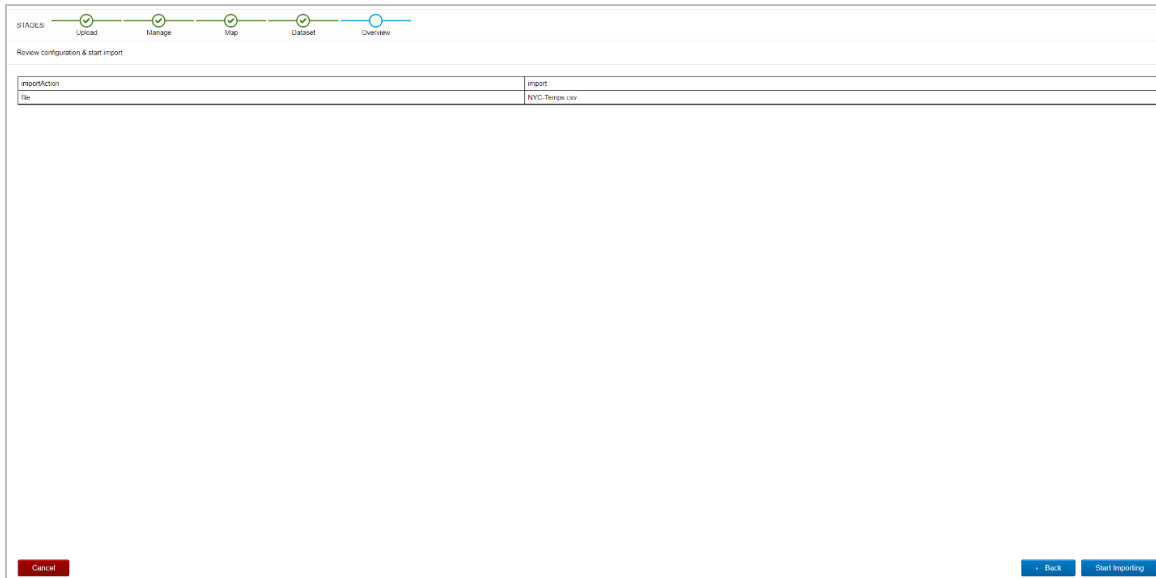 STAGES:
Upload Manage Map Dataset Overview
Review configuration & start import
importAction import
file NYC-Temps.csv
Cancel Back Start Importing